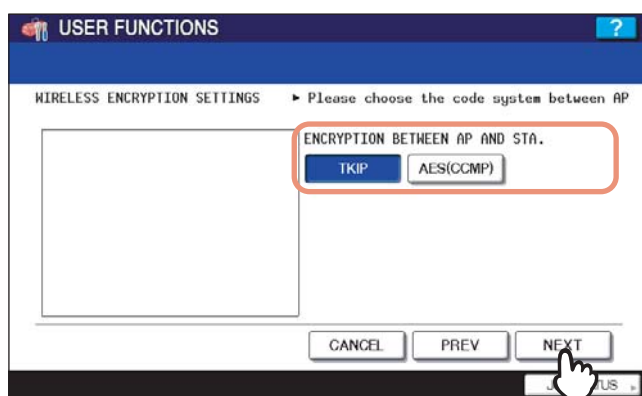 USER FUNCTIONS ?
WIRELESS ENCRYPTION SETTINGS ► Please choose the code system between AP
ENCRYPTION BETWEEN AP AND STA.
TKIP AES(CCMP)
CANCEL PREV NEXT